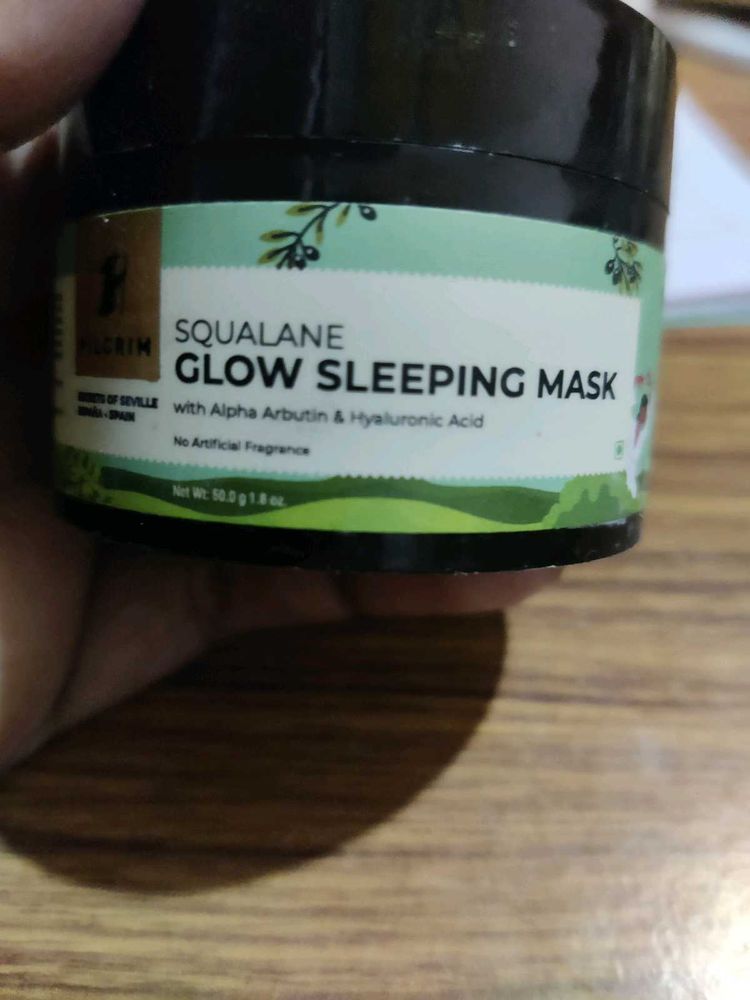 PILGRIM
SECRETS OF SEVILLE
ESPAÑA • SPAIN
SQUALANE
GLOW SLEEPING MASK
with Alpha Arbutin & Hyaluronic Acid
No Artificial Fragrance
Net Wt: 50.0 g 1.8 oz.